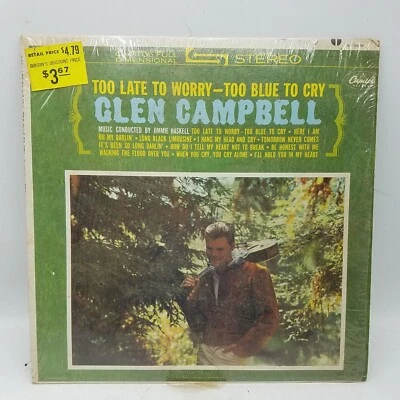 RETAIL PRICE $4.79
DISCOUNT PRICE
$3.67
FULL DIMENSIONAL STEREO
Capitol
TOO LATE TO WORRY—TOO BLUE TO CRY
GLEN CAMPBELL
MUSIC CONDUCTED BY JIMMIE HASKELL TOO LATE TO WORRY-TOO BLUE TO CRY • HERE I AM
OH MY DARLIN' • LONG BLACK LIMOUSINE • I HANG MY HEAD AND CRY • TOMORROW NEVER COMES
IT'S BEEN SO LONG DARLIN' • HOW DO I TELL MY HEART NOT TO BREAK • BE HONEST WITH ME
WALKING THE FLOOR OVER YOU • WHEN YOU CRY, YOU CRY ALONE • I'LL HOLD YOU IN MY HEART